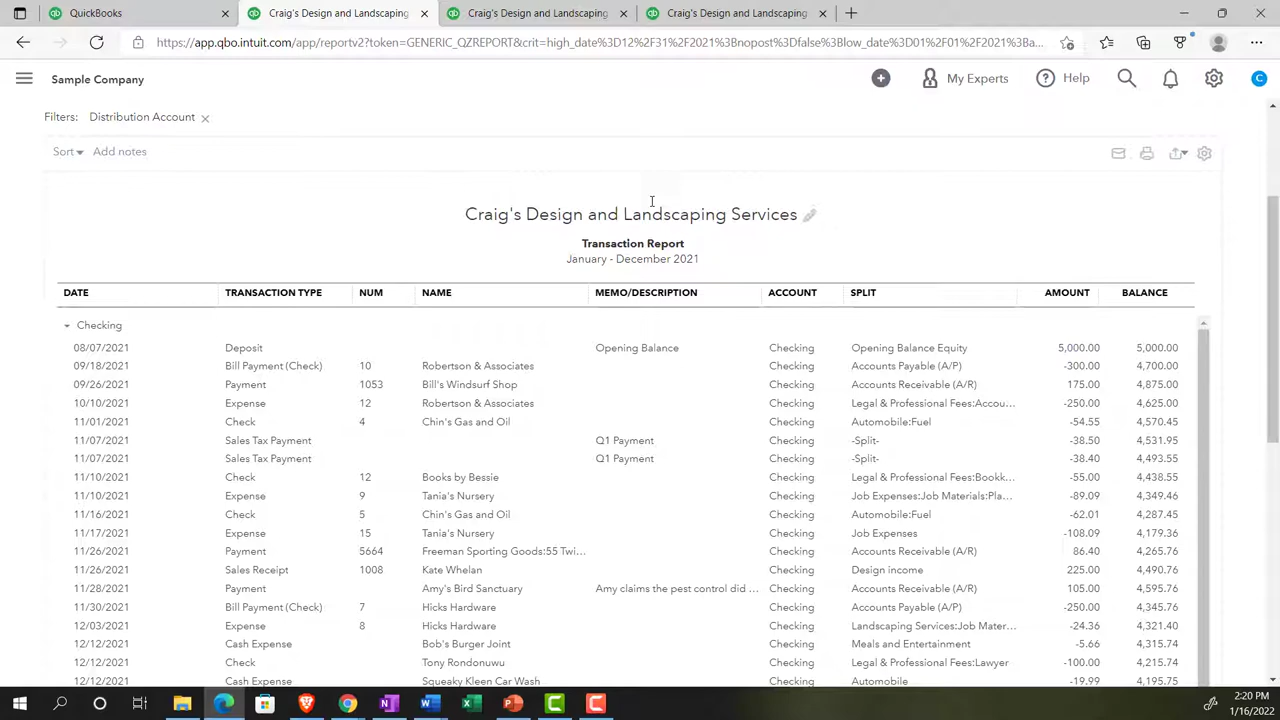 QuickBooks
Craig's Design and Landscaping
Craig's Design and Landscaping
Craig's Design and Landscaping Services
https://app.qbo.intuit.com/app/reportv2?token=GENERIC_QZREPORT&crit=high_date%3D12%2F31%2F2021%3Bnopost%3Dfalse%3Blow_date%3D01%2F01%2F2021%3Ba...
Sample Company
My Experts
Help
C
Filters: Distribution Account
Sort Add notes
Craig's Design and Landscaping Services
Transaction Report
January - December 2021
DATE TRANSACTION TYPE NUM NAME MEMO/DESCRIPTION ACCOUNT SPLIT AMOUNT BALANCE
Checking
08/07/2021 Deposit Opening Balance Checking Opening Balance Equity 5,000.00 5,000.00
09/18/2021 Bill Payment (Check) 10 Robertson & Associates Checking Accounts Payable (A/P) -300.00 4,700.00
09/26/2021 Payment 1053 Bill's Windsurf Shop Checking Accounts Receivable (A/R) 175.00 4,875.00
10/10/2021 Expense 12 Robertson & Associates Checking Legal & Professional Fees:Accou... -250.00 4,625.00
11/01/2021 Check 4 Chin's Gas and Oil Checking Automobile:Fuel -54.55 4,570.45
11/07/2021 Sales Tax Payment Q1 Payment Checking -Split- -38.50 4,531.95
11/07/2021 Sales Tax Payment Q1 Payment Checking -Split- -38.40 4,493.55
11/10/2021 Check 12 Books by Bessie Checking Legal & Professional Fees:Bookk... -55.00 4,438.55
11/10/2021 Expense 9 Tania's Nursery Checking Job Expenses:Job Materials:Pla... -89.09 4,349.46
11/16/2021 Check 5 Chin's Gas and Oil Checking Automobile:Fuel -62.01 4,287.45
11/17/2021 Expense 15 Tania's Nursery Checking Job Expenses -108.09 4,179.36
11/26/2021 Payment 5664 Freeman Sporting Goods:55 Twi... Checking Accounts Receivable (A/R) 86.40 4,265.76
11/26/2021 Sales Receipt 1008 Kate Whelan Checking Design income 225.00 4,490.76
11/28/2021 Payment Amy's Bird Sanctuary Amy claims the pest control did ... Checking Accounts Receivable (A/R) 105.00 4,595.76
11/30/2021 Bill Payment (Check) 7 Hicks Hardware Checking Accounts Payable (A/P) -250.00 4,345.76
12/03/2021 Expense 8 Hicks Hardware Checking Landscaping Services:Job Mater... -24.36 4,321.40
12/12/2021 Cash Expense Bob's Burger Joint Checking Meals and Entertainment -5.66 4,315.74
12/12/2021 Check Tony Rondonuwu Checking Legal & Professional Fees:Lawyer -100.00 4,215.74
12/12/2021 Cash Expense Squeaky Kleen Car Wash Checking Automobile -19.99 4,195.75
2:20 PM
1/16/2022